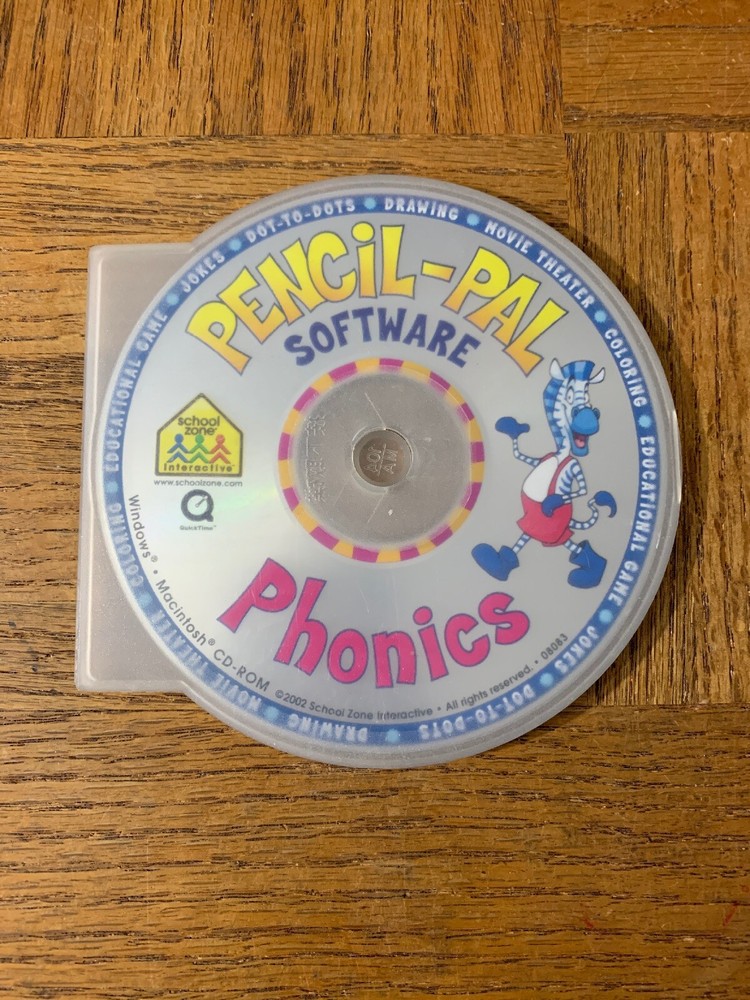 JOKES • DOT-TO-DOTS • DRAWING • MOVIE THEATER • COLORING • EDUCATIONAL GAME • JOKES • DOT-TO-DOTS • DRAWING • MOVIE THEATER • COLORING • EDUCATIONAL GAME •
PENCiL-PAL
SOFTWARE
school
zone®
interactive™
www.schoolzone.com
QuickTime™
Phonics
Windows® • Macintosh® CD-ROM ©2002 School Zone Interactive • All rights reserved. • 08083